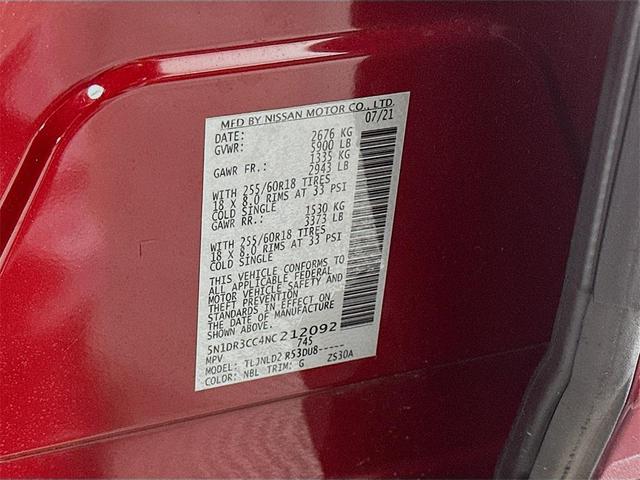 MFD BY NISSAN MOTOR CO., LTD.
DATE: 07/21
GVWR: 2676 KG
5900 LB
GAWR FR.: 1335 KG
2943 LB
WITH 255/60R18 TIRES
18 X 8.0 RIMS AT 33 PSI
COLD SINGLE
GAWR RR.: 1530 KG
3373 LB
WITH 255/60R18 TIRES
18 X 8.0 RIMS AT 33 PSI
COLD SINGLE
THIS VEHICLE CONFORMS TO
ALL APPLICABLE FEDERAL
MOTOR VEHICLE SAFETY AND
THEFT PREVENTION
STANDARDS IN EFFECT ON
THE DATE OF MANUFACTURE
SHOWN ABOVE.
5N1DR3CC4NC212092
MPV 745
MODEL: TLJNLD2 R53DU8-----
COLOR: NBL TRIM: G ZS30A